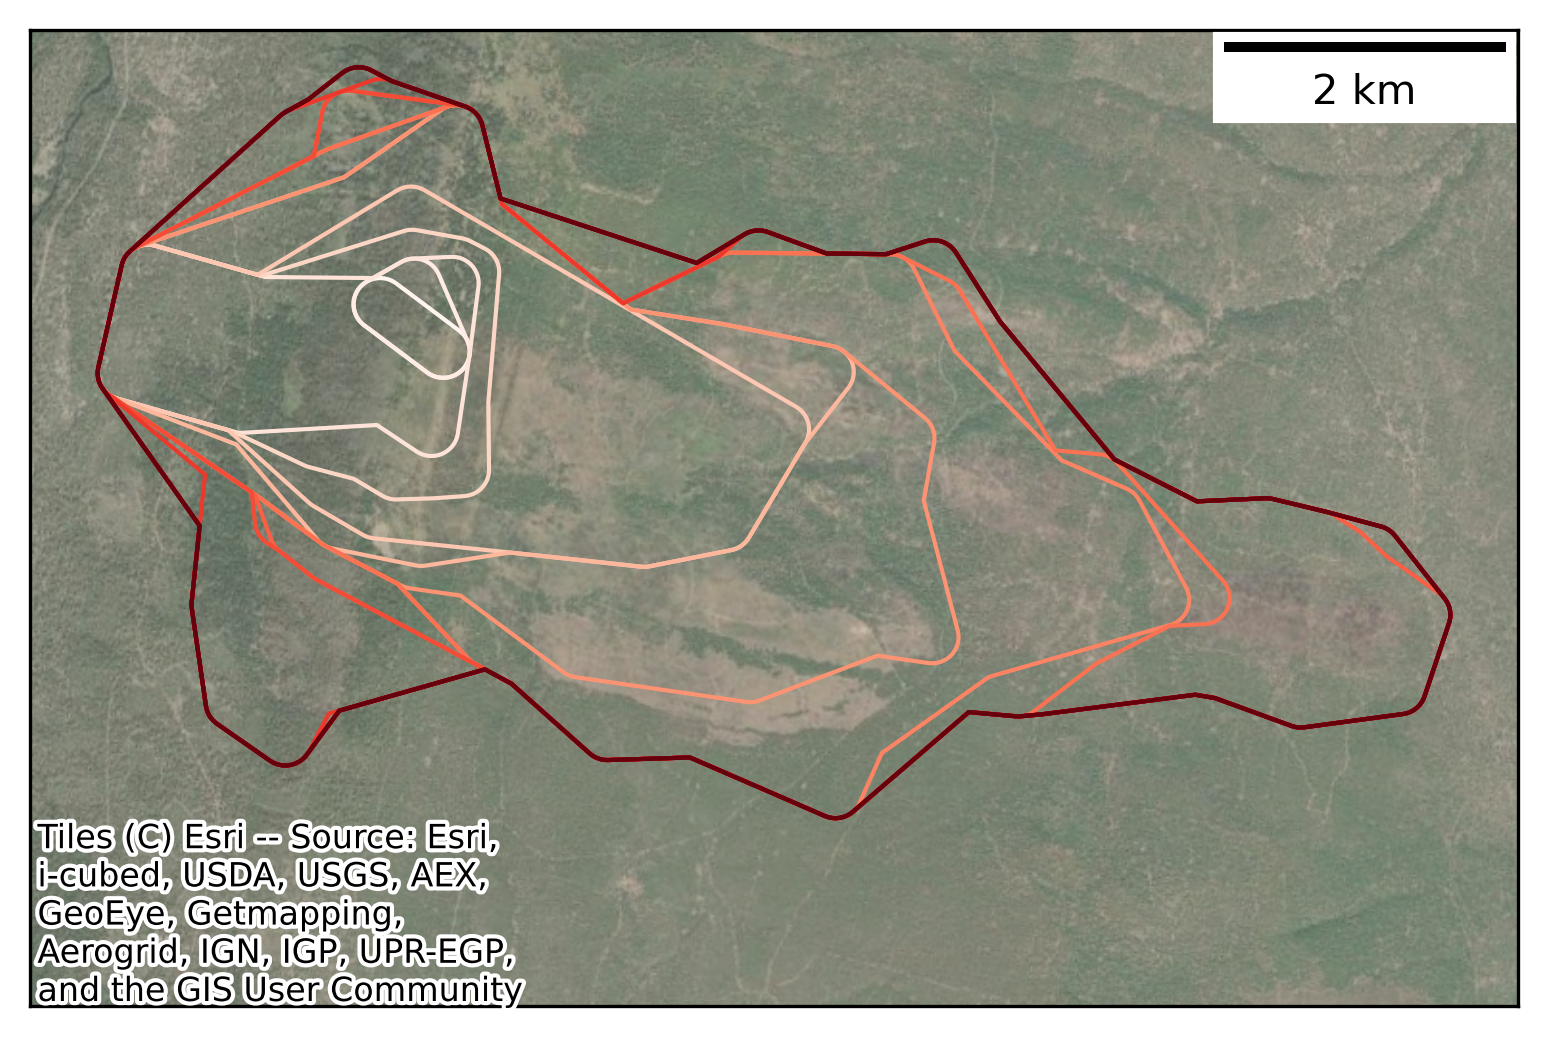 2 km
Tiles (C) Esri -- Source: Esri,
i-cubed, USDA, USGS, AEX,
GeoEye, Getmapping,
Aerogrid, IGN, IGP, UPR-EGP,
and the GIS User Community